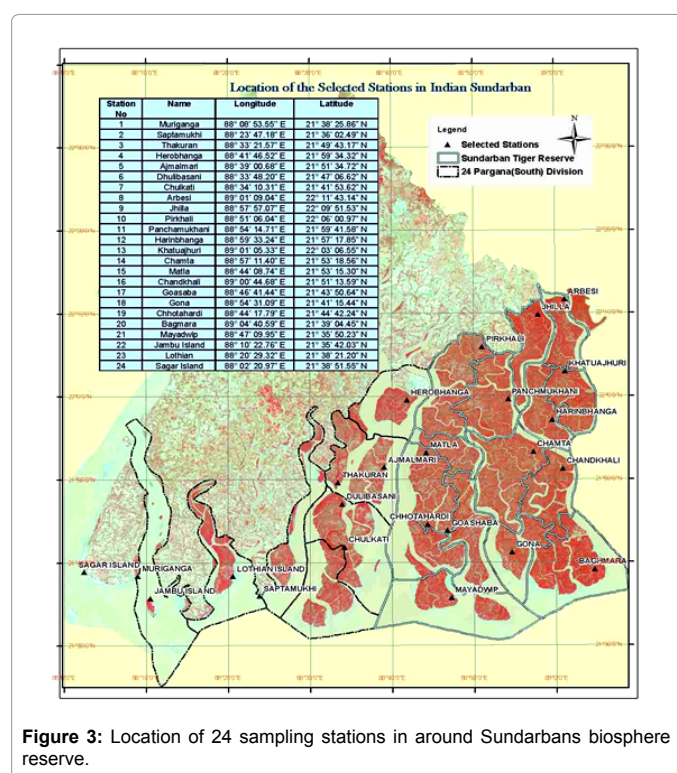 Location of the Selected Stations in Indian Sundarban
Station No Name Longitude Latitude
1 Muriganga 88° 08' 53.55" E 21° 38' 25.86" N
2 Saptamukhi 88° 23' 47.18" E 21° 36' 02.49" N
3 Thakuran 88° 33' 21.57" E 21° 49' 43.17" N
4 Herobhanga 88° 41' 46.52" E 21° 59' 34.32" N
5 Ajmalmari 88° 39' 00.68" E 21° 51' 34.72" N
6 Dhulibasani 88° 33' 48.20" E 21° 47' 06.62" N
7 Chulkati 88° 34' 10.31" E 21° 41' 53.62" N
8 Arbesi 89° 01' 09.04" E 22° 11' 43.14" N
9 Jhilla 88° 57' 57.07" E 22° 09' 51.53" N
10 Pirkhali 88° 51' 06.04" E 22° 06' 00.97" N
11 Panchamukhani 88° 54' 14.71" E 21° 59' 41.58" N
12 Harinbhanga 88° 59' 33.24" E 21° 57' 17.85" N
13 Khatuajhuri 89° 01' 05.33" E 22° 03' 06.55" N
14 Chamta 88° 57' 11.40" E 21° 53' 18.56" N
15 Matla 88° 44' 08.74" E 21° 53' 15.30" N
16 Chandkhali 89° 00' 44.68" E 21° 51' 13.59" N
17 Goasaba 88° 46' 41.44" E 21° 43' 50.64" N
18 Gona 88° 54' 31.09" E 21° 41' 15.44" N
19 Chhotahardi 88° 44' 17.79" E 21° 44' 42.24" N
20 Bagmara 89° 04' 40.59" E 21° 39' 04.45" N
21 Mayadwip 88° 47' 09.95" E 21° 35' 50.23" N
22 Jambu Island 88° 10' 22.76" E 21° 35' 42.03" N
23 Lothian 88° 20' 29.32" E 21° 38' 21.20" N
24 Sagar Island 88° 02' 20.97" E 21° 38' 51.55" N
N
Legend
Selected Stations
Sundarban Tiger Reserve
24 Pargana(South) Division
ARBESI
JHILLA
PIRKHALI
KHATUAJHURI
HEROBHANGA
PANCHMUKHANI
HARINBHANGA
MATLA
CHAMTA
AJMALMARI
CHANDKHALI
THAKURAN
DULIBASANI
CHHOTAHARDI
GOASHABA
CHULKATI
GONA
BAGHMARA
SAGAR ISLAND
MURIGANGA
LOTHIAN ISLAND
JAMBU ISLAND
SAPTAMUKHI
MAYADWIP
Figure 3: Location of 24 sampling stations in around Sundarbans biosphere
reserve.